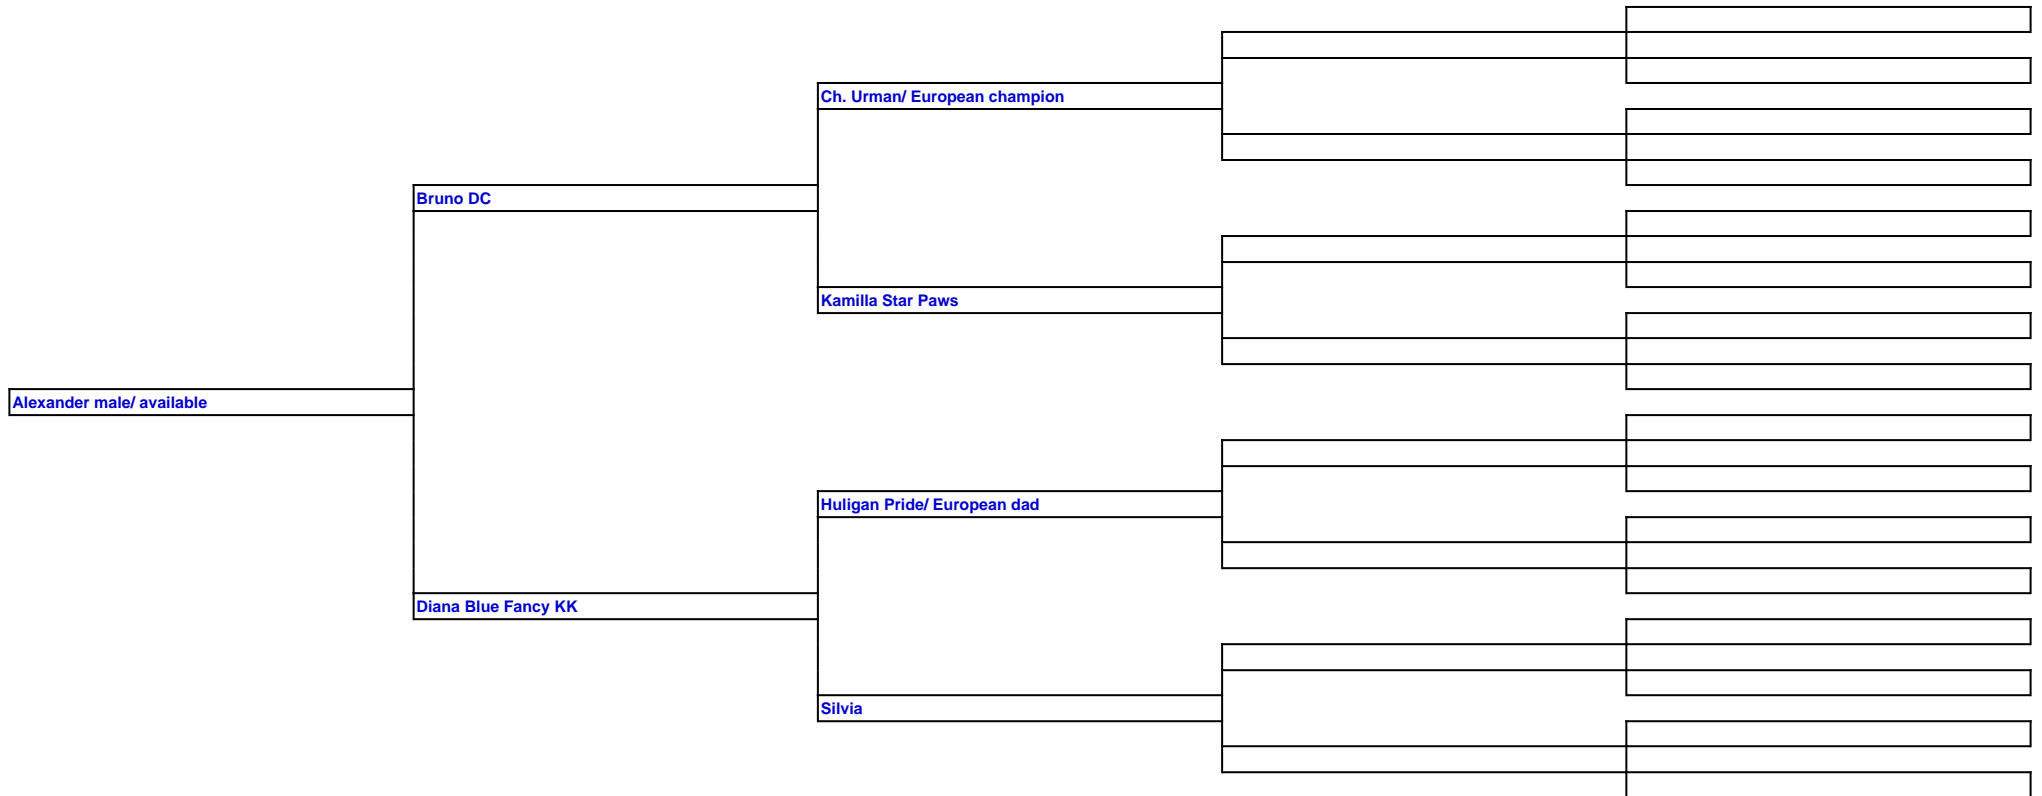 Ch. Urman/ European champion
Bruno DC
Kamilla Star Paws
Alexander male/ available
Huligan Pride/ European dad
Diana Blue Fancy KK
Silvia